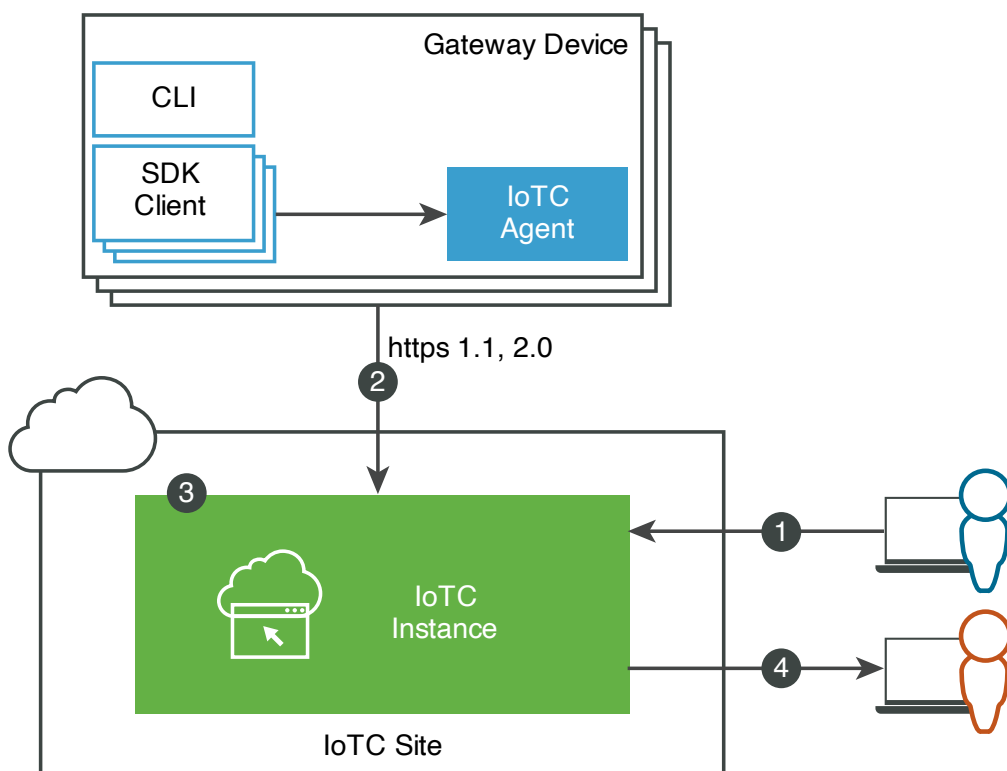 Gateway Device
CLI
SDK
Client
IoTC
Agent
https 1.1, 2.0
2
3
1
IoTC
Instance
4
IoTC Site